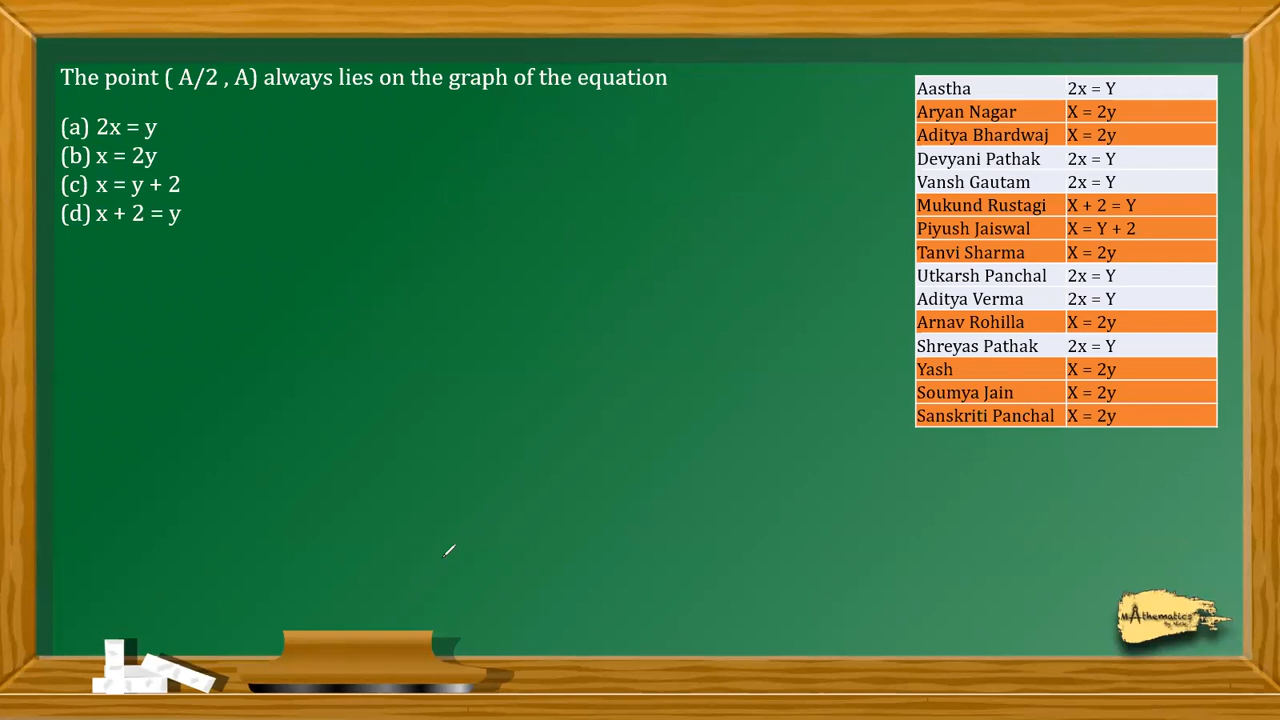 The point ( A/2 , A) always lies on the graph of the equation
(a) 2x = y
(b) x = 2y
(c) x = y + 2
(d) x + 2 = y
Aastha 2x = Y
Aryan Nagar X = 2y
Aditya Bhardwaj X = 2y
Devyani Pathak 2x = Y
Vansh Gautam 2x = Y
Mukund Rustagi X + 2 = Y
Piyush Jaiswal X = Y + 2
Tanvi Sharma X = 2y
Utkarsh Panchal 2x = Y
Aditya Verma 2x = Y
Arnav Rohilla X = 2y
Shreyas Pathak 2x = Y
Yash X = 2y
Soumya Jain X = 2y
Sanskriti Panchal X = 2y
mAthematics